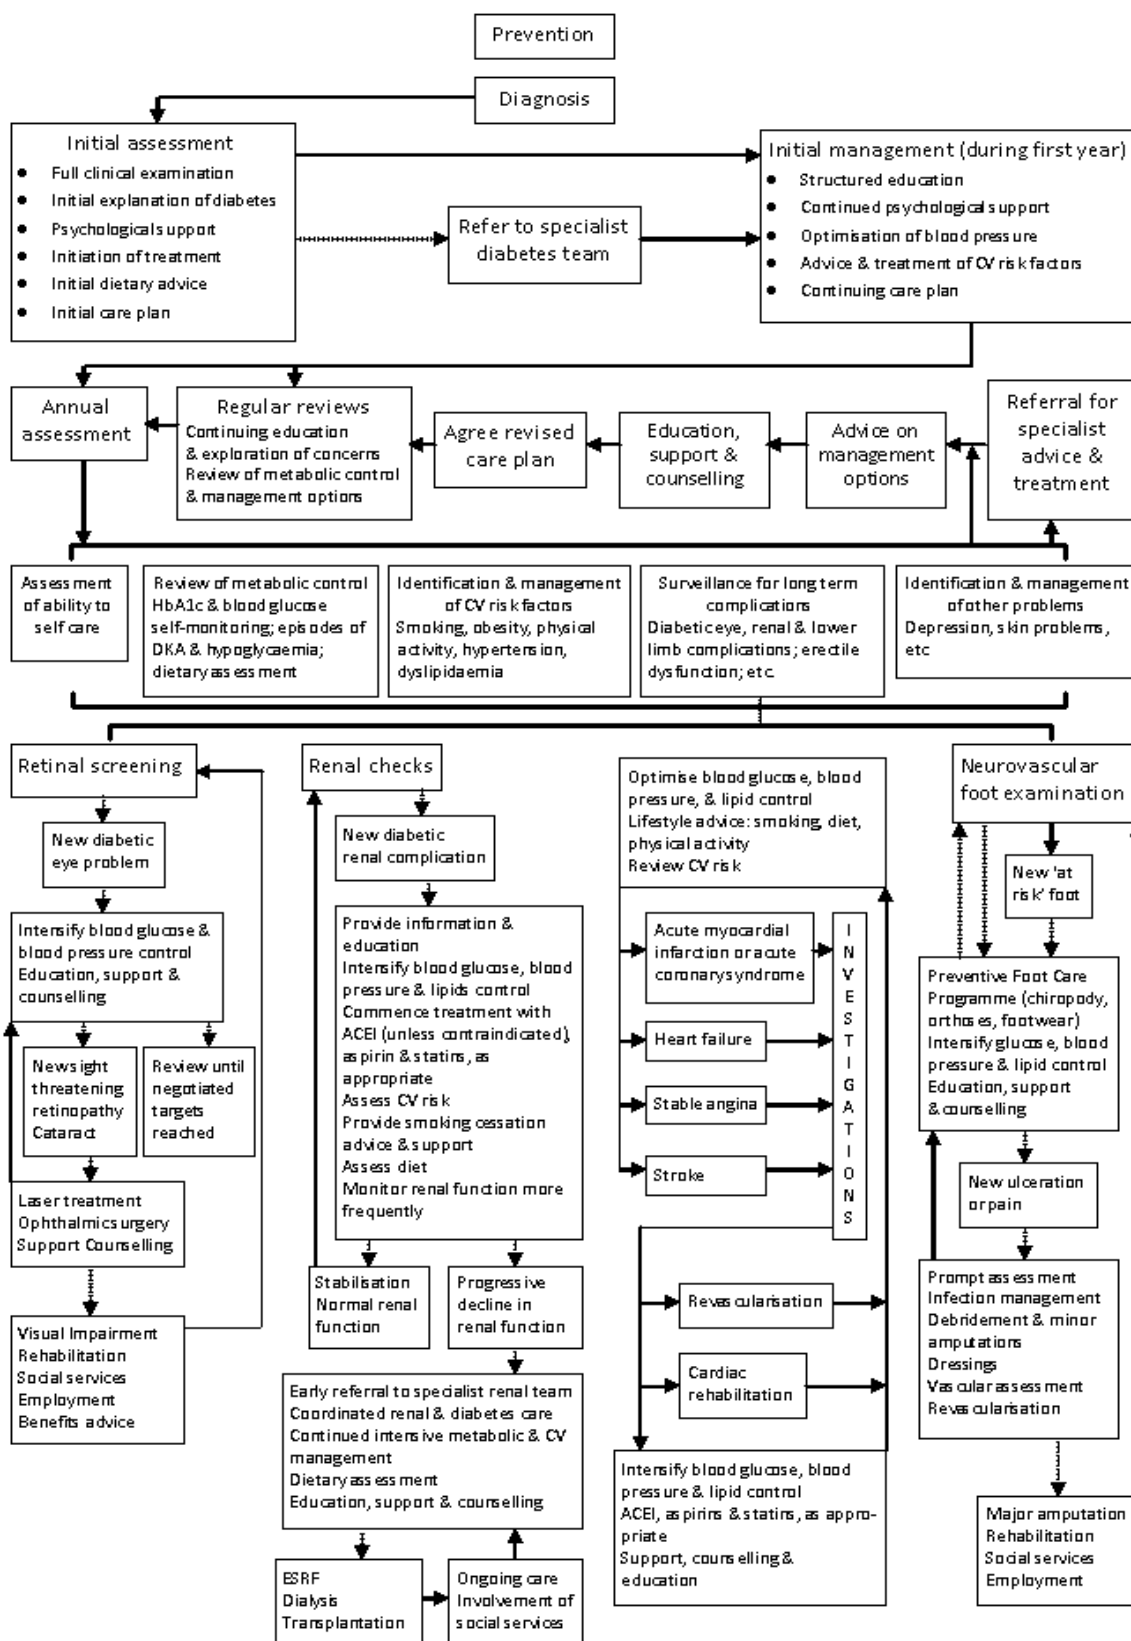 Prevention
Diagnosis
Initial assessment
• Full clinical examination
• Initial explanation of diabetes
• Psychological support
• Initiation of treatment
• Initial dietary advice
• Initial care plan
Refer to specialist
diabetes team
Initial management (during first year)
• Structured education
• Continued psychological support
• Optimisation of blood pressure
• Advice & treatment of CV risk factors
• Continuing care plan
Annual
assessment
Regular reviews
Continuing education
& exploration of concerns
Review of metabolic control
& management options
Agree revised
care plan
Education,
support &
counselling
Advice on
management
options
Referral for
specialist
advice &
treatment
Assessment
of ability to
self care
Review of metabolic control
HbA1c & blood glucose
self-monitoring; episodes of
DKA & hypoglycaemia;
dietary assessment
Identification & management
of CV risk factors
Smoking, obesity, physical
activity, hypertension,
dyslipidaemia
Surveillance for long term
complications
Diabetic eye, renal & lower
limb complications; erectile
dysfunction; etc.
Identification & management
of other problems
Depression, skin problems,
etc
Retinal screening
New diabetic
eye problem
Intensify blood glucose &
blood pressure control
Education, support &
counselling
New sight
threatening
retinopathy
Cataract
Review until
negotiated
targets
reached
Laser treatment
Ophthalmic surgery
Support Counselling
Visual Impairment
Rehabilitation
Social services
Employment
Benefits advice
Renal checks
New diabetic
renal complication
Provide information &
education
Intensify blood glucose, blood
pressure & lipids control
Commence treatment with
ACEI (unless contraindicated),
aspirin & statins, as
appropriate
Assess CV risk
Provide smoking cessation
advice & support
Assess diet
Monitor renal function more
frequently
Stabilisation
Normal renal
function
Progressive
decline in
renal function
Early referral to specialist renal team
Coordinated renal & diabetes care
Continued intensive metabolic & CV
management
Dietary assessment
Education, support & counselling
ESRF
Dialysis
Transplantation
Ongoing care
Involvement of
social services
Optimise blood glucose, blood
pressure, & lipid control
Lifestyle advice: smoking, diet,
physical activity
Review CV risk
Acute myocardial
infarction or acute
coronary syndrome
Heart failure
Stable angina
Stroke
INVESTIGATIONS
Revascularisation
Cardiac
rehabilitation
Intensify blood glucose, blood
pressure & lipid control
ACEI, aspirins & statins, as appro-
priate
Support, counselling &
education
Neurovascular
foot examination
New 'at
risk' foot
Preventive Foot Care
Programme (chiropody,
orthoses, footwear)
Intensify glucose, blood
pressure & lipid control
Education, support
& counselling
New ulceration
or pain
Prompt assessment
Infection management
Debridement & minor
amputations
Dressings
Vascular assessment
Revascularisation
Major amputation
Rehabilitation
Social services
Employment